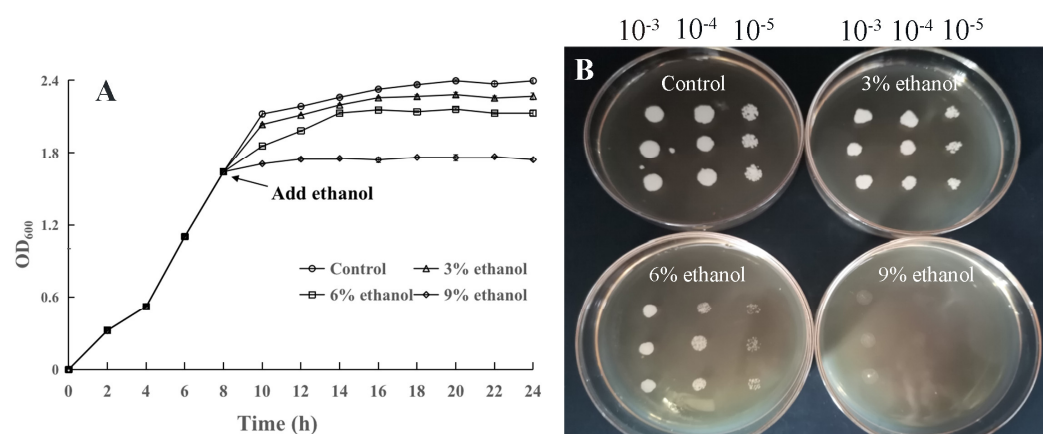 A
2.4
1.8
1.2
0.6
0
OD600
Add ethanol
Control 3% ethanol
6% ethanol 9% ethanol
0 2 4 6 8 10 12 14 16 18 20 22 24
Time (h)
10-3 10-4 10-5 10-3 10-4 10-5
B
Control 3% ethanol
6% ethanol 9% ethanol